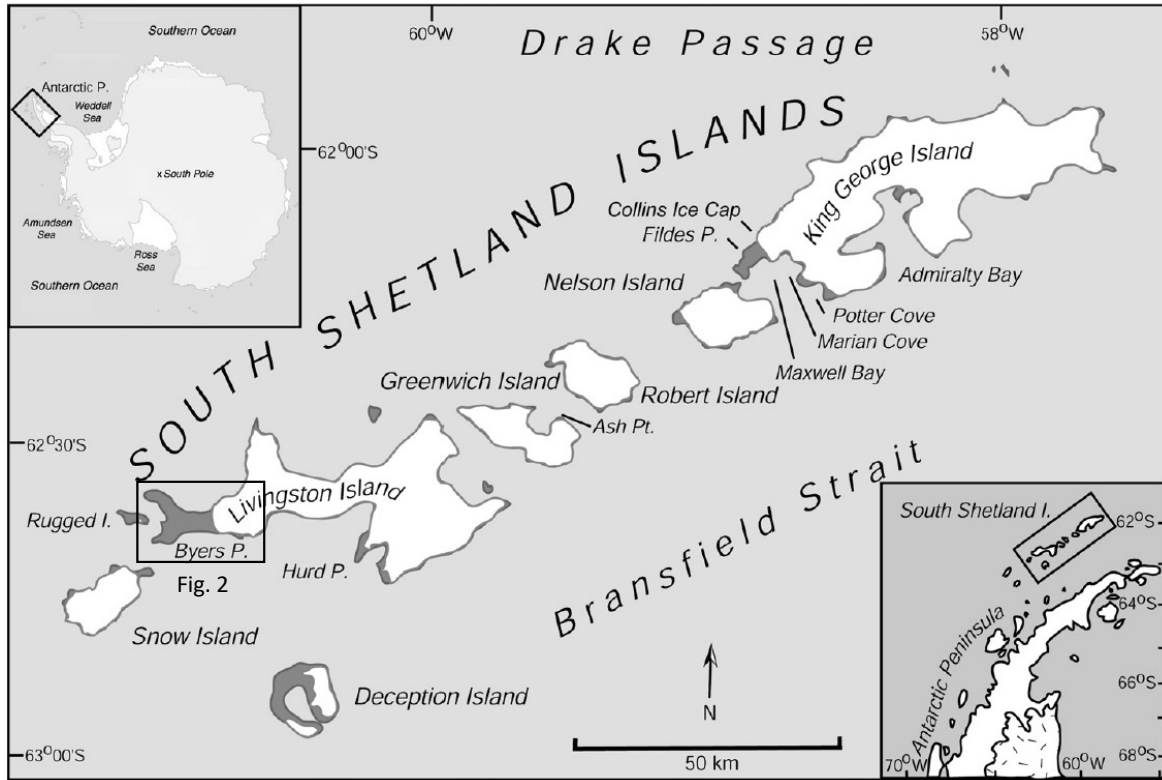 Southern Ocean
Antarctic P.
Weddell
Sea
x South Pole
Amundsen
Sea
Ross
Sea
Southern Ocean
60°W
58°W
Drake Passage
62°00'S
SOUTH SHETLAND ISLANDS
King George Island
Collins Ice Cap
Fildes P.
Admiralty Bay
Nelson Island
Potter Cove
Marian Cove
Maxwell Bay
Greenwich Island
Robert Island
Ash Pt.
62°30'S
Livingston Island
Rugged I.
Byers P.
Fig. 2
Hurd P.
Snow Island
Deception Island
Bransfield Strait
N
50 km
63°00'S
South Shetland I.
62°S
64°S
Antarctic Peninsula
66°S
68°S
70°W
60°W